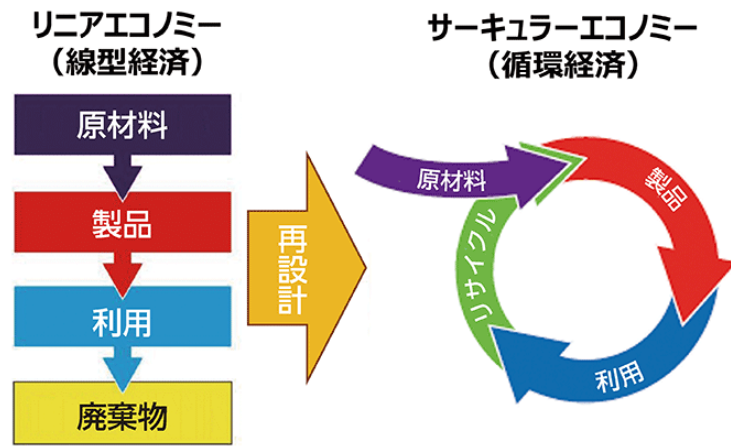 リニアエコノミー
（線型経済）
原材料
製品
利用
廃棄物
再設計
サーキュラーエコノミー
（循環経済）
原材料
製品
利用
リサイクル